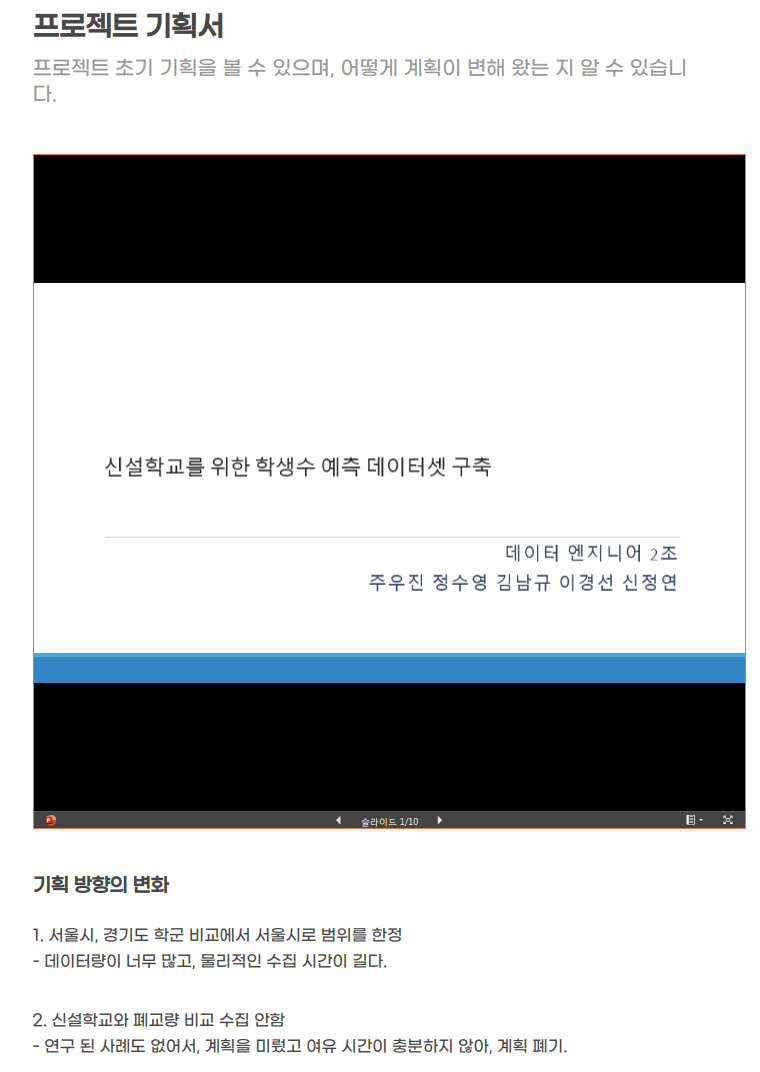 프로젝트 기획서
프로젝트 초기 기획을 볼 수 있으며, 어떻게 계획이 변해 왔는 지 알 수 있습니
다.
신설학교를 위한 학생수 예측 데이터셋 구축
데이터 엔지니어 2조
주우진 정수영 김남규 이경선 신정연
슬라이드 1/10
기획 방향의 변화
1. 서울시, 경기도 학군 비교에서 서울시로 범위를 한정
- 데이터량이 너무 많고, 물리적인 수집 시간이 길다.
2. 신설학교와 폐교량 비교 수집 안함
- 연구 된 사례도 없어서, 계획을 미뤘고 여유 시간이 충분하지 않아, 계획 폐기.